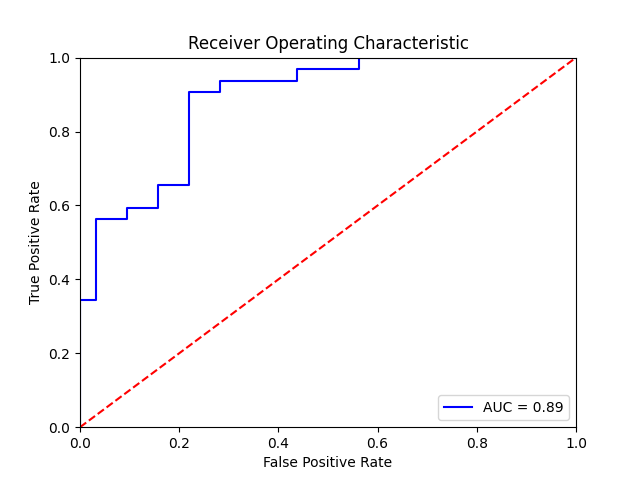 Receiver Operating Characteristic
1.0
0.8
0.6
0.4
0.2
0.0
True Positive Rate
AUC = 0.89
0.0 0.2 0.4 0.6 0.8 1.0
False Positive Rate